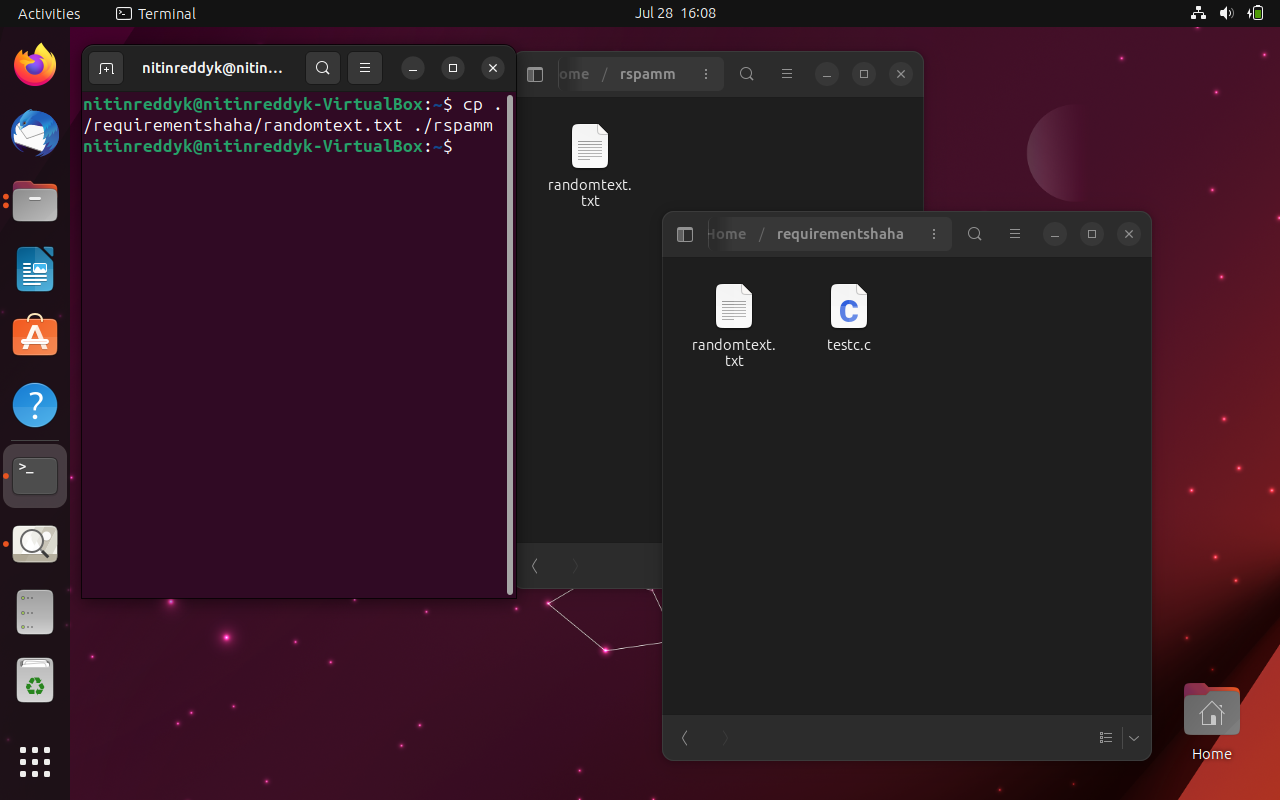 Activities
Terminal
Jul 28 16:08
nitinreddyk@nitin...
ome / rspamm
nitinreddyk@nitinreddyk-VirtualBox:~$ cp .
/requirementshaha/randomtext.txt ./rspamm
nitinreddyk@nitinreddyk-VirtualBox:~$
randomtext.
txt
Home / requirementshaha
randomtext.
txt
testc.c
Home